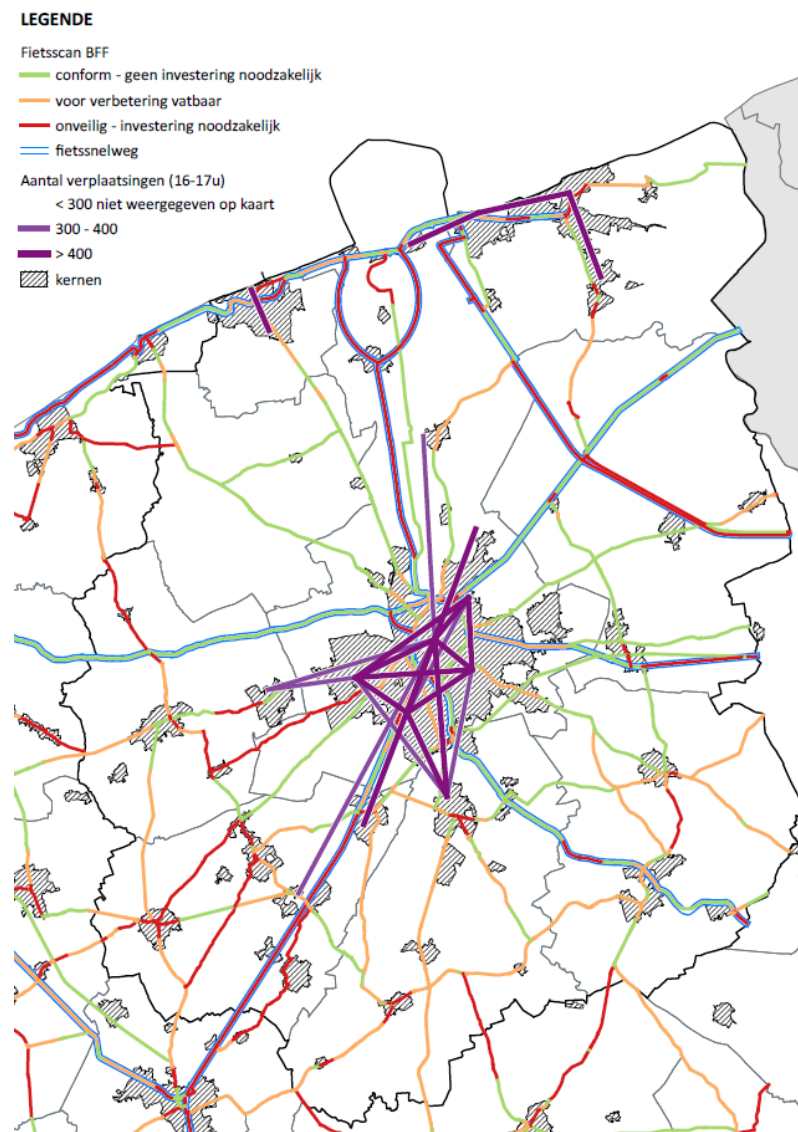 LEGENDE
Fietsscan BFF
conform - geen investering noodzakelijk
voor verbetering vatbaar
onveilig - investering noodzakelijk
fietssnelweg
Aantal verplaatsingen (16-17u)
< 300 niet weergegeven op kaart
300 - 400
> 400
kernen